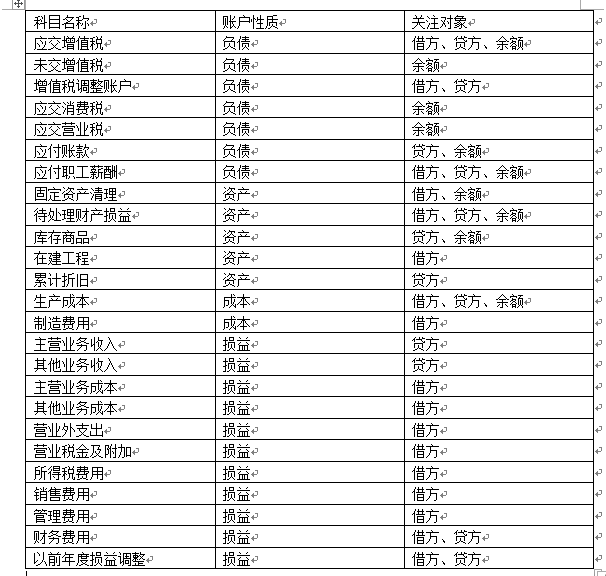 科目名称 账户性质 关注对象
应交增值税 负债 借方、贷方、余额
未交增值税 负债 余额
增值税调整账户 负债 借方、贷方
应交消费税 负债 余额
应交营业税 负债 余额
应付账款 负债 贷方、余额
应付职工薪酬 负债 借方、贷方、余额
固定资产清理 资产 借方、余额
待处理财产损益 资产 借方、贷方、余额
库存商品 资产 贷方、余额
在建工程 资产 借方
累计折旧 资产 贷方
生产成本 成本 借方、贷方、余额
制造费用 成本 借方
主营业务收入 损益 贷方
其他业务收入 损益 贷方
主营业务成本 损益 借方
其他业务成本 损益 借方
营业外支出 损益 借方
营业税金及附加 损益 借方
所得税费用 损益 借方
销售费用 损益 借方
管理费用 损益 借方
财务费用 损益 借方、贷方
以前年度损益调整 损益 借方、贷方